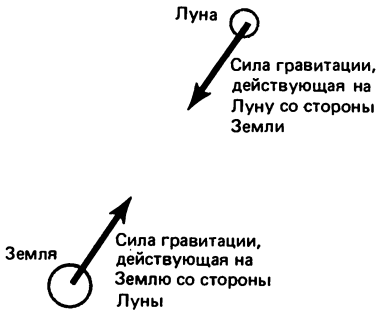 Луна
Сила гравитации,
действующая на
Луну со стороны
Земли
Земля
Сила гравитации,
действующая на
Землю со стороны
Луны